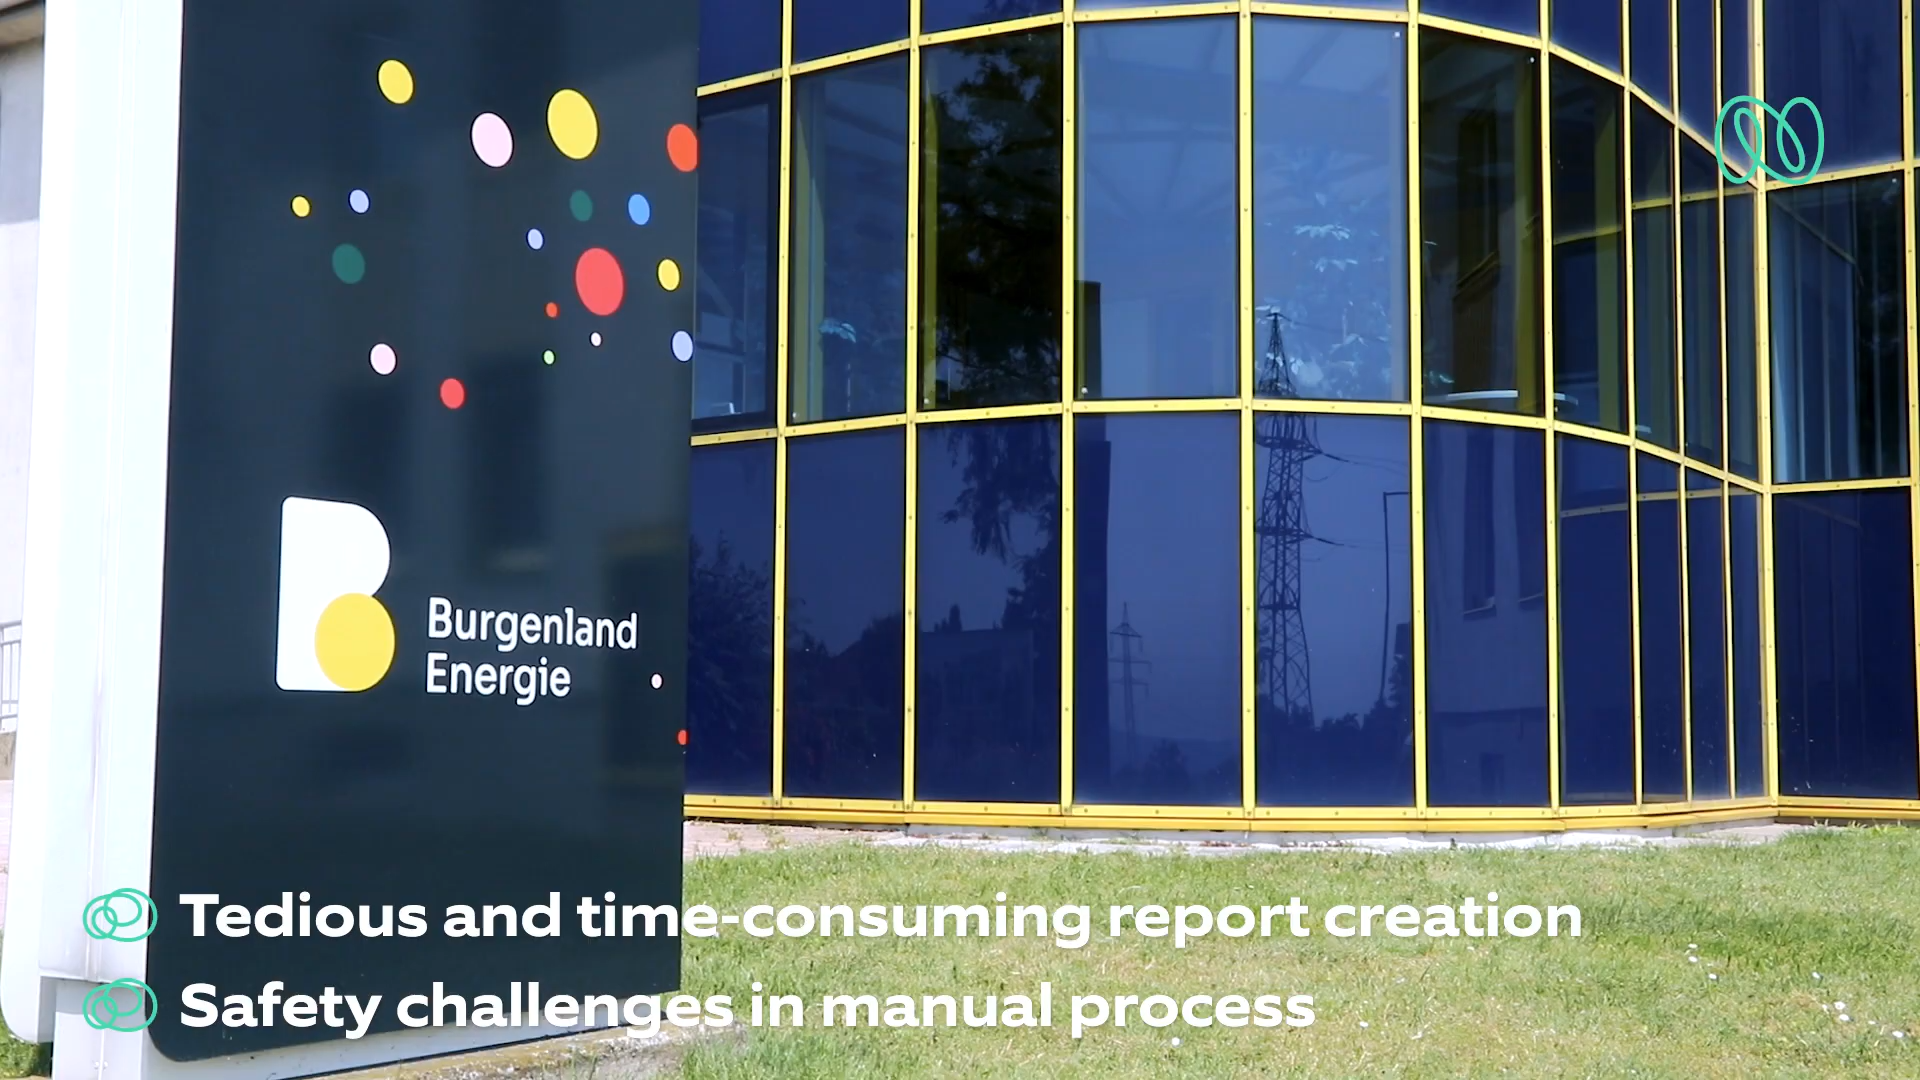 Burgenland
Energie
Tedious and time-consuming report creation
Safety challenges in manual process